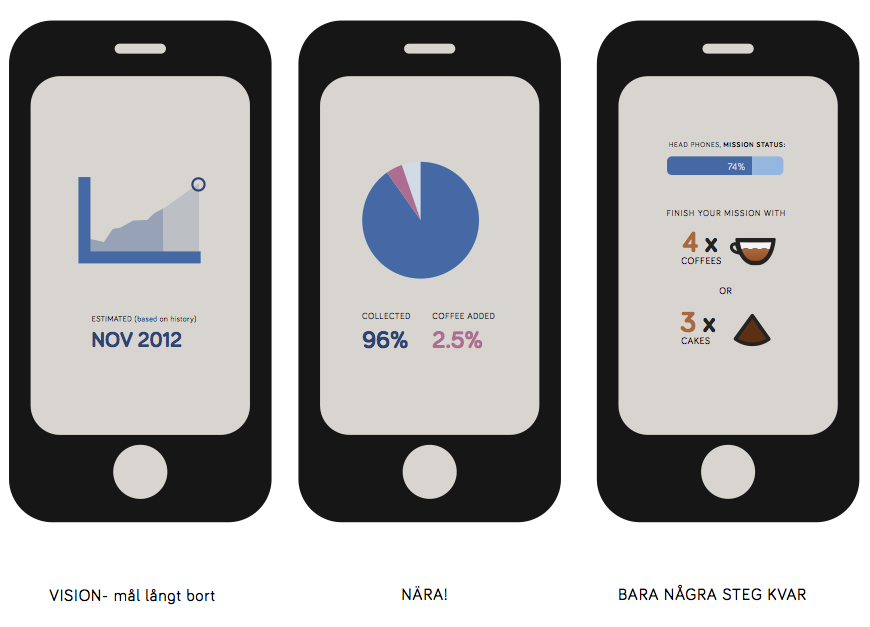 ESTIMATED (based on history)
NOV 2012
VISION- mål långt bort
COLLECTED
96%
COFFEE ADDED
2.5%
NÄRA!
HEAD PHONES, MISSION STATUS:
74%
FINISH YOUR MISSION WITH
4 x
COFFEES
OR
3 x
CAKES
BARA NÅGRA STEG KVAR